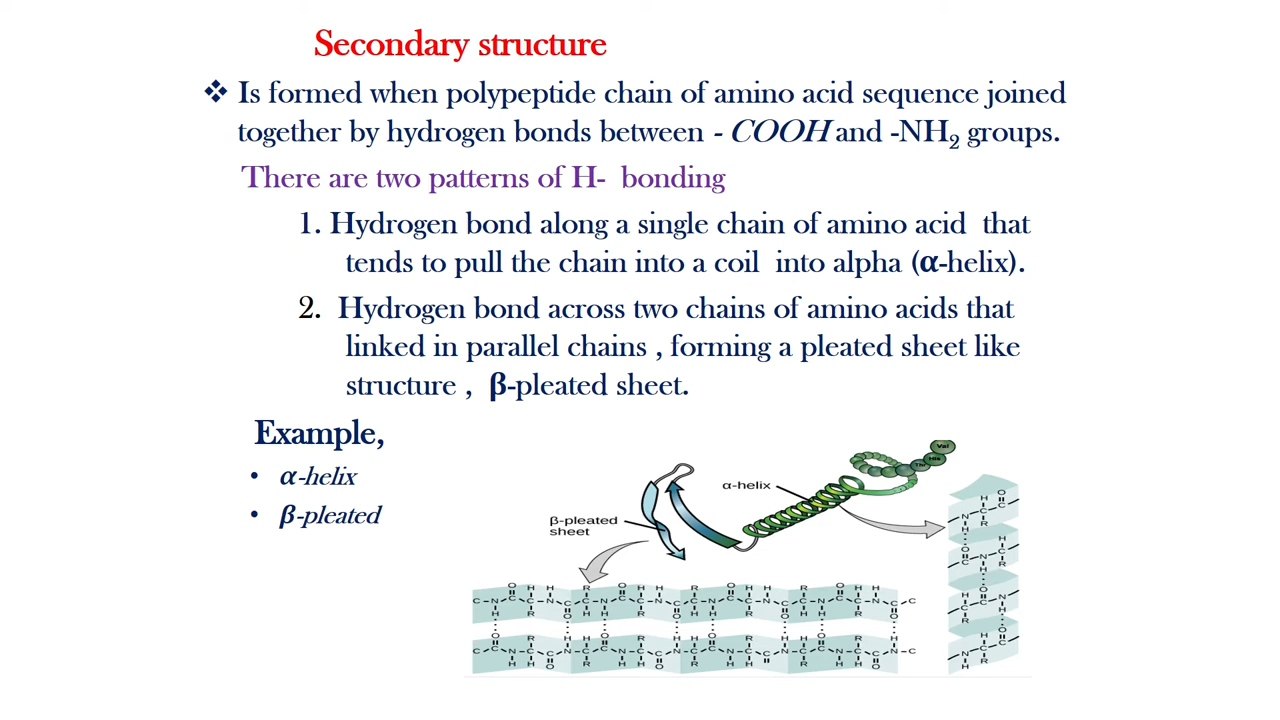 Secondary structure
❖ Is formed when polypeptide chain of amino acid sequence joined
together by hydrogen bonds between - COOH and -NH₂ groups.
There are two patterns of H- bonding
1. Hydrogen bond along a single chain of amino acid that
tends to pull the chain into a coil into alpha (α-helix).
2. Hydrogen bond across two chains of amino acids that
linked in parallel chains , forming a pleated sheet like
structure , β-pleated sheet.
Example,
• α-helix
• β-pleated
Val
His
Thr
α-helix
β-pleated
sheet